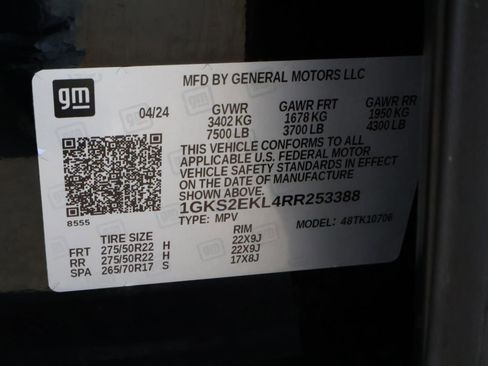 gm
MFD BY GENERAL MOTORS LLC
04/24 GVWR GAWR FRT GAWR RR
3402 KG 1678 KG 1950 KG
7500 LB 3700 LB 4300 LB
THIS VEHICLE CONFORMS TO ALL
APPLICABLE U.S. FEDERAL MOTOR
VEHICLE SAFETY STANDARDS IN EFFECT
ON THE DATE OF MANUFACTURE
SHOWN ABOVE.
1GKS2EKL4RR253388
8555 TYPE: MPV MODEL: 48TK10706
TIRE SIZE RIM
FRT 275/50R22 H 22X9J
RR 275/50R22 H 22X9J
SPA 265/70R17 S 17X8J